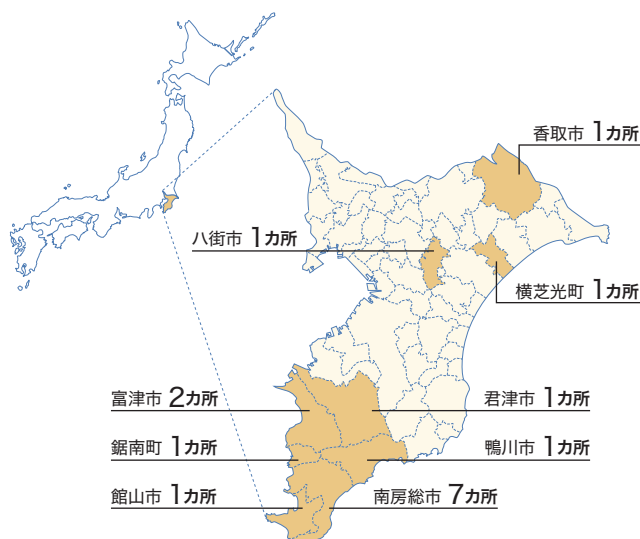 香取市 1カ所
八街市 1カ所
横芝光町 1カ所
富津市 2カ所
君津市 1カ所
鋸南町 1カ所
鴨川市 1カ所
館山市 1カ所
南房総市 7カ所